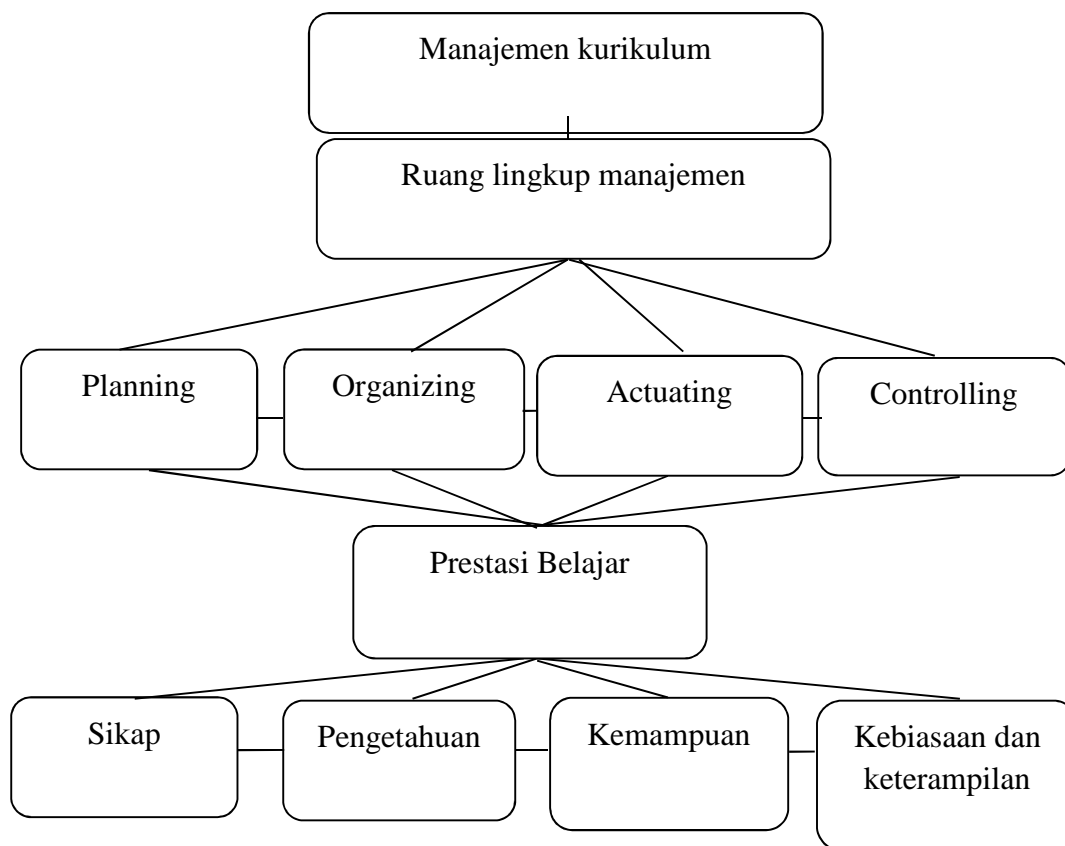 Manajemen kurikulum
Ruang lingkup manajemen
Planning
Organizing
Actuating
Controlling
Prestasi Belajar
Sikap
Pengetahuan
Kemampuan
Kebiasaan dan
keterampilan